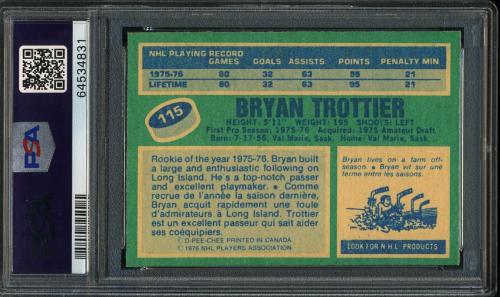 64534831
PSA
NHL PLAYING RECORD
GAMES GOALS ASSISTS POINTS PENALTY MIN
1975-76 80 32 63 95 21
LIFETIME 80 32 63 95 21
115
BRYAN TROTTIER
HEIGHT: 5'11" WEIGHT: 195 SHOOTS: LEFT
First Pro Season: 1975-76 Acquired: 1975 Amateur Draft
Born: 7-17-56, Val Marie, Sask. Home: Val Marie, Sask.
Rookie of the year 1975-76. Bryan built
a large and enthusiastic following on
Long Island. He's a top-notch passer
and excellent playmaker. • Comme
recrue de l'année la saison dernière,
Bryan acquit rapidement une foule
d'admirateurs à Long Island. Trottier
est un excellent passeur qui sait aider
ses coéquipiers.
© O-PEE-CHEE PRINTED IN CANADA
© 1976 NHL PLAYERS ASSOCIATION
Bryan lives on a farm off-
season. • Bryan vit sur une
ferme entre les saisons.
LOOK FOR NHL PRODUCTS